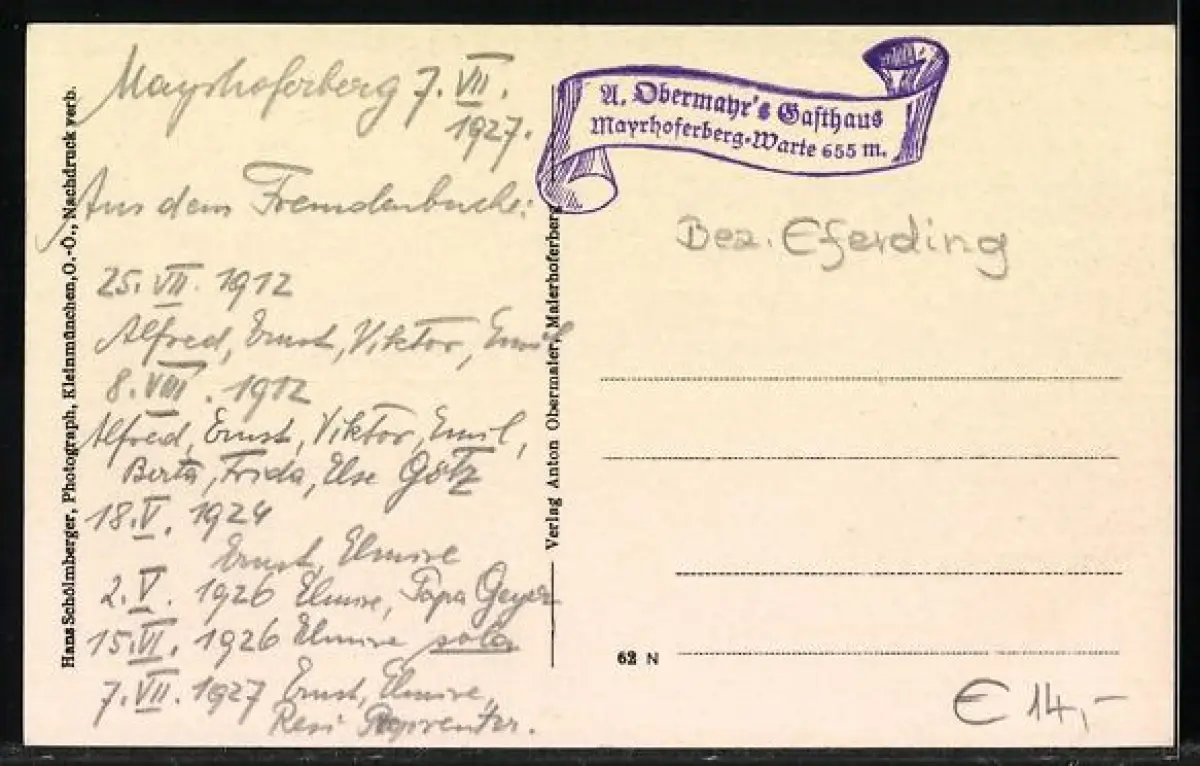 Mayrhoferberg 7. VII.
1927.
Aus dem Fremdenbuche:
25. VII. 1912
Alfred, Ernst, Viktor, Emil
8. VIII. 1912
Alfred, Ernst, Viktor, Emil,
Berta, Frida, Else Götz
18. V. 1924
Ernst, Elmire
2. V. 1926 Elmire, Papa Geyer
15. VI. 1926 Elmire sola
7. VII. 1927 Ernst, Elmire,
Resi
Hans Schölmberger, Photograph, Kleinmünchen, O.-Ö., Nachdruck verb.
Verlag Anton Obermaier, Maierhoferberg
A. Obermayr's Gasthaus
Mayrhoferberg-Warte 655 m.
Bez. Eferding
62 N
€ 14,-